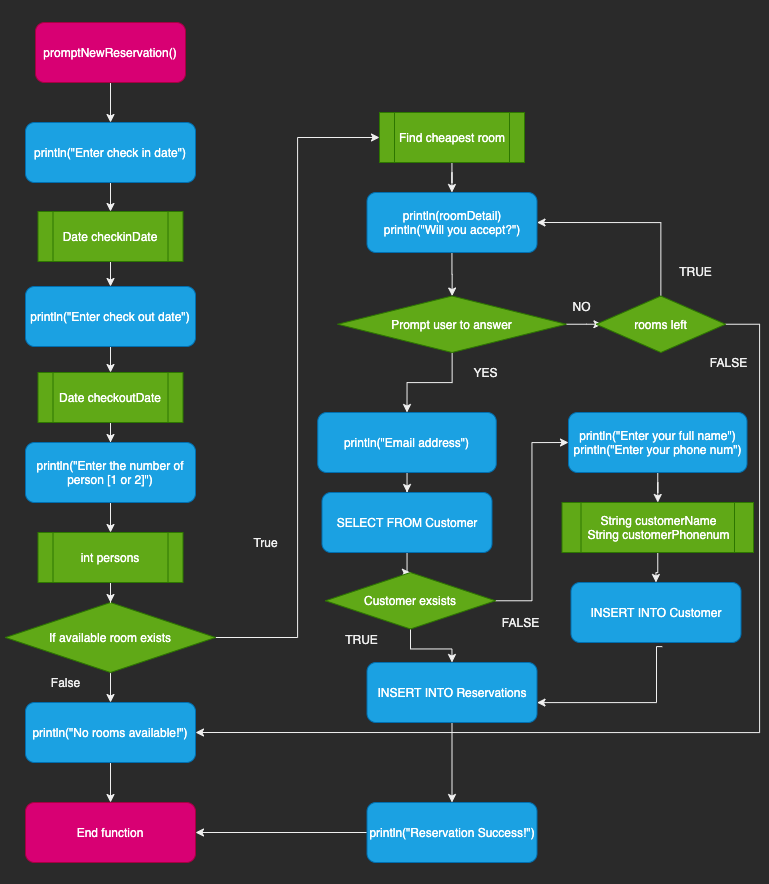 promptNewReservation()
println("Enter check in date")
Date checkinDate
println("Enter check out date")
Date checkoutDate
println("Enter the number of
person [1 or 2]")
int persons
If available room exists
True
False
println("No rooms available!")
End function
Find cheapest room
println(roomDetail)
println("Will you accept?")
Prompt user to answer
NO
rooms left
TRUE
FALSE
YES
println("Email address")
SELECT FROM Customer
Customer exsists
FALSE
TRUE
println("Enter your full name")
println("Enter your phone num")
String customerName
String customerPhonenum
INSERT INTO Customer
INSERT INTO Reservations
println("Reservation Success!")